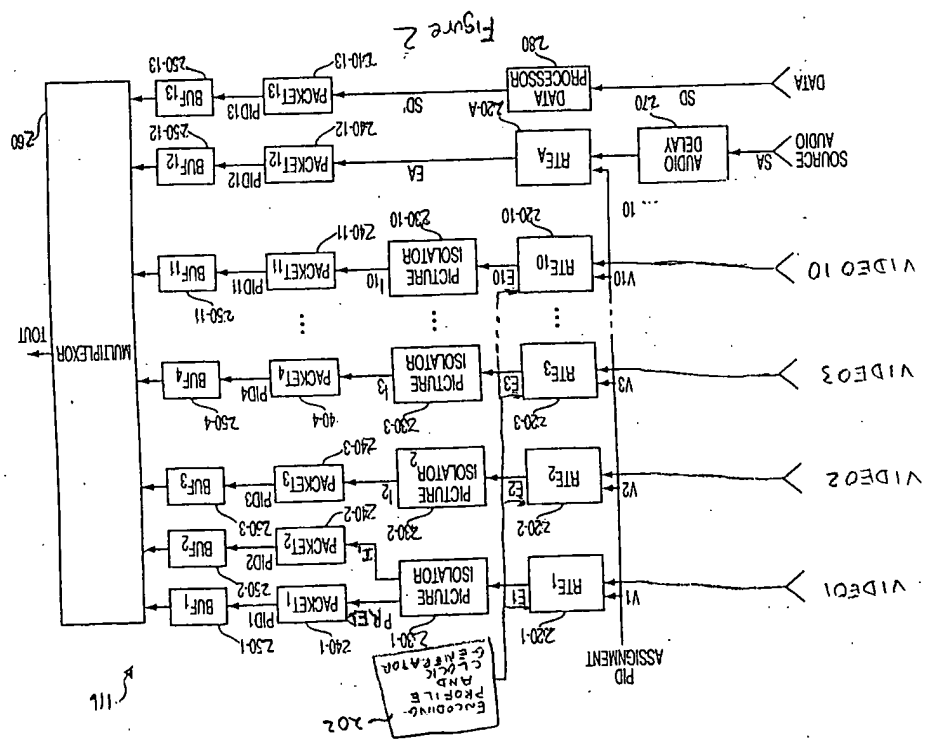 116
202
ENCODING
PROFILE
AND
CLOCK
GENERATOR
PID
ASSIGNMENT
VIDEO1
V1
220-1
RTE1
E1
230-1
PICTURE
ISOLATOR
PRED
I1
240-1
PACKET1
PID1
250-1
BUF1
240-2
PACKET2
PID2
250-2
BUF2
VIDEO2
V2
220-2
RTE2
E2
230-2
PICTURE
ISOLATOR
2
I2
240-3
PACKET3
PID3
250-3
BUF3
VIDEO3
V3
220-3
RTE3
E3
230-3
PICTURE
ISOLATOR
I3
40-4
PACKET4
PID4
250-4
BUF4
MULTIPLEXOR
TOUT
...
VIDEO 10
V10
220-10
RTE10
E10
230-10
PICTURE
ISOLATOR
I10
240-11
PACKET11
PID11
250-11
BUF11
... 10
SOURCE
AUDIO
SA
AUDIO
DELAY
270
RTEA
220-A
EA
240-12
PACKET12
PID12
250-12
BUF12
260
DATA
SD
DATA
PROCESSOR
280
SD'
240-13
PACKET13
PID13
250-13
BUF13
Figure 2